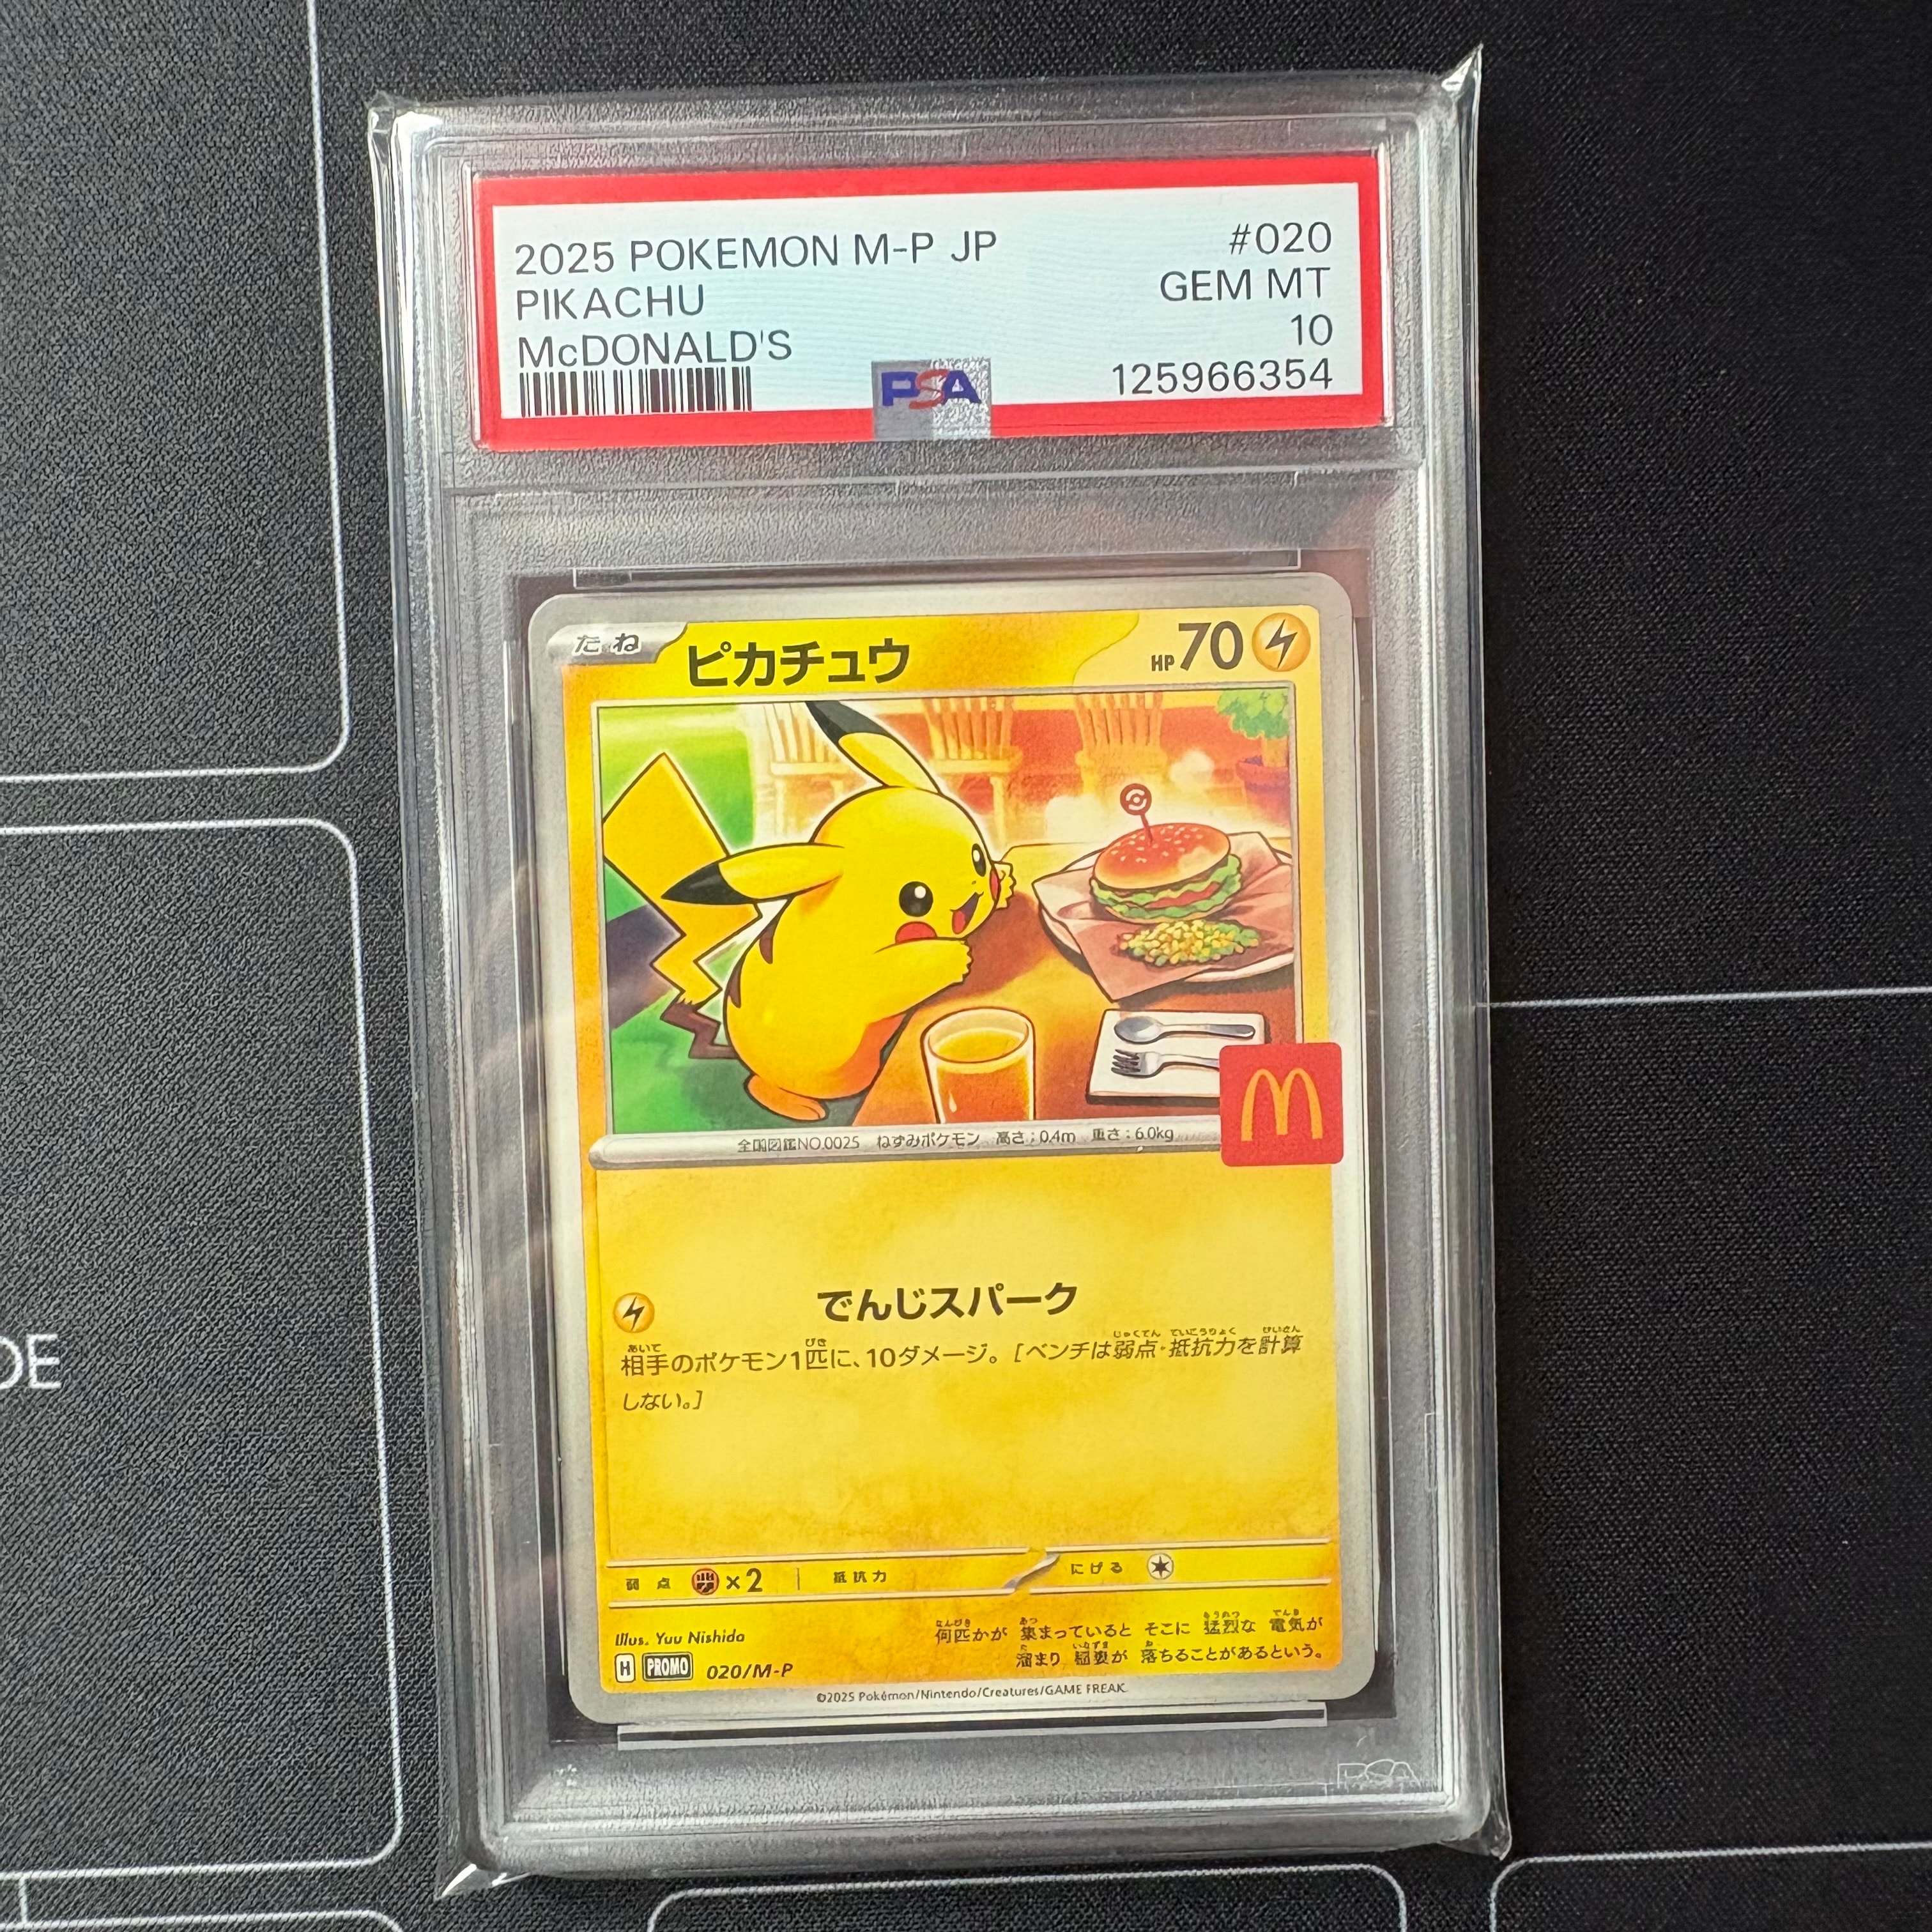 2025 POKEMON M-P JP #020
PIKACHU GEM MT
McDONALD'S 10
PSA 125966354
たね ピカチュウ HP70
全国図鑑NO.0025 ねずみポケモン 高さ:0.4m 重さ:6.0kg
でんじスパーク
相手のポケモン1匹に、10ダメージ。[ベンチは弱点・抵抗力を計算
しない。]
弱点 ×2 抵抗力 にげる
Illus. Yuu Nishida
何匹かが 集まっていると そこに 猛烈な 電気が
溜まり 稲妻が 落ちることがあるという。
H PROMO 020/M-P
©2025 Pokémon/Nintendo/Creatures/GAME FREAK.
PSA
DE